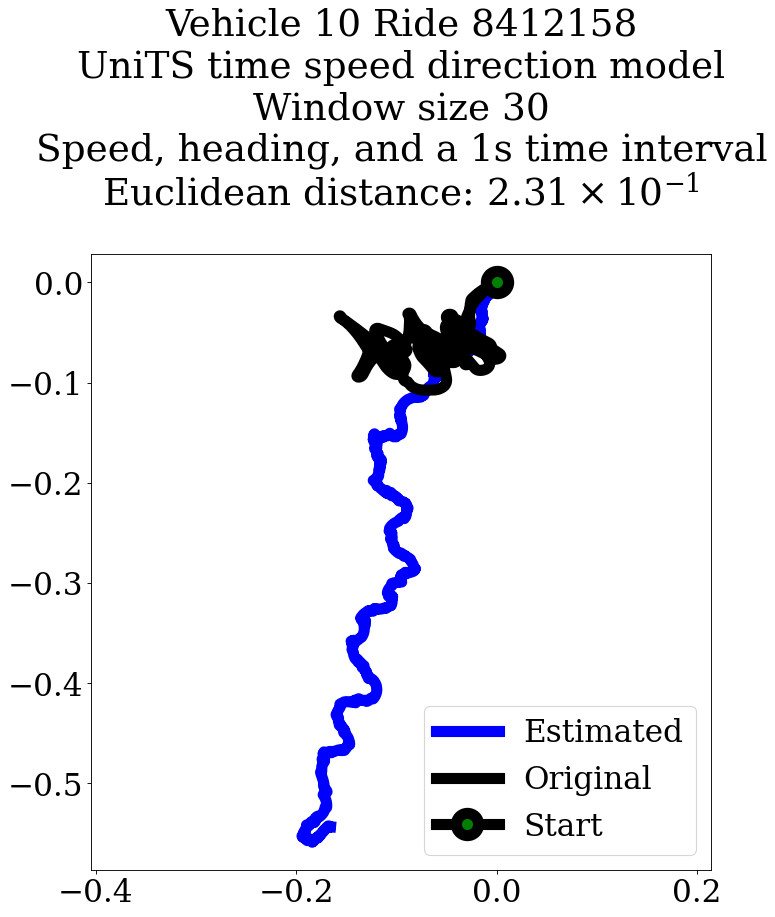 Vehicle 10 Ride 8412158
UniTS time speed direction model
Window size 30
Speed, heading, and a 1s time interval
Euclidean distance: 2.31 × 10⁻¹
0.0
−0.1
−0.2
−0.3
−0.4
−0.5
Estimated
Original
Start
−0.4 −0.2 0.0 0.2